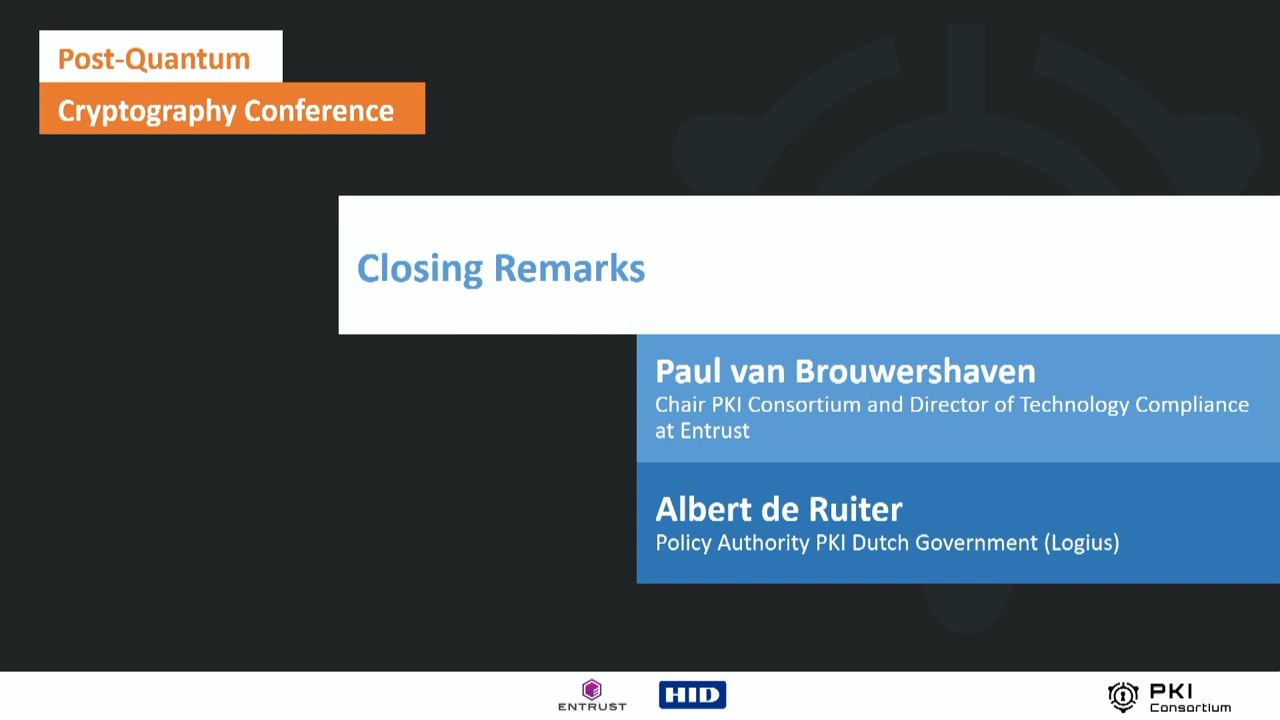 Post-Quantum
Cryptography Conference
Closing Remarks
Paul van Brouwershaven
Chair PKI Consortium and Director of Technology Compliance
at Entrust
Albert de Ruiter
Policy Authority PKI Dutch Government (Logius)
ENTRUST
HID
PKI
Consortium